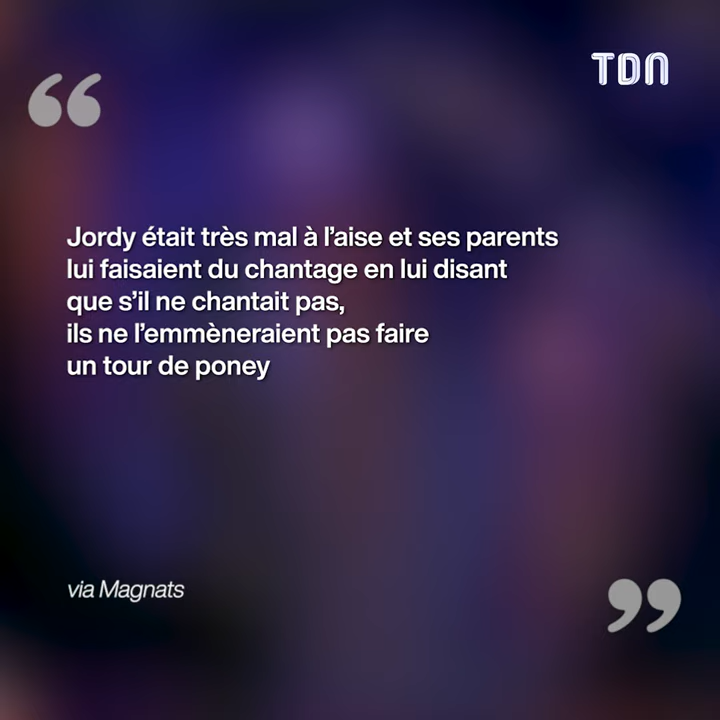 TDN
“
Jordy était très mal à l’aise et ses parents
lui faisaient du chantage en lui disant
que s’il ne chantait pas,
ils ne l’emmèneraient pas faire
un tour de poney
via Magnats
”